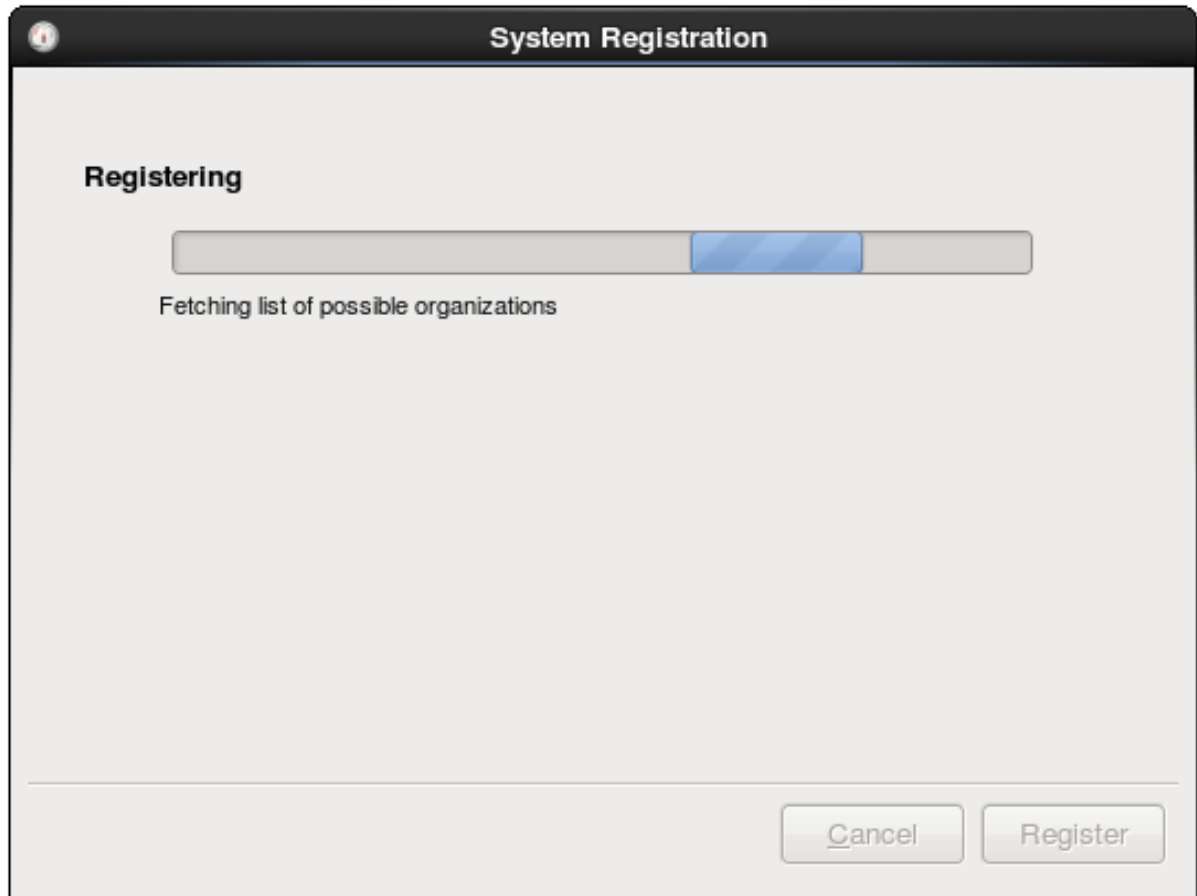 System Registration
Registering
Fetching list of possible organizations
Cancel
Register